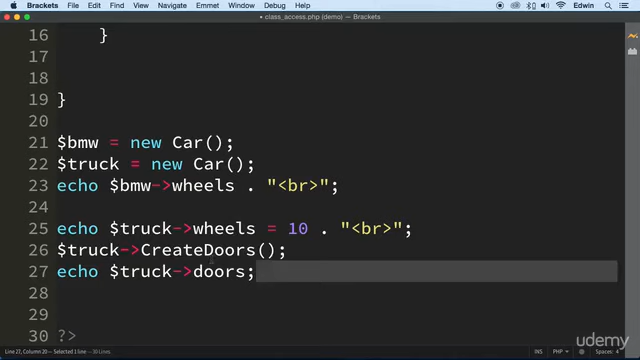 Brackets File Edit Find View Navigate Emmet Window Debug Help Edwin
class_access.php (demo) — Brackets
16 }
17
18
19 }
20
21 $bmw = new Car();
22 $truck = new Car();
23 echo $bmw->wheels . "<br>";
24
25 echo $truck->wheels = 10 . "<br>";
26 $truck->CreateDoors();
27 echo $truck->doors;
28
29
30 ?>
Line 27, Column 20 — Selected 1 line — 30 Lines INS PHP Spaces: 4
udemy